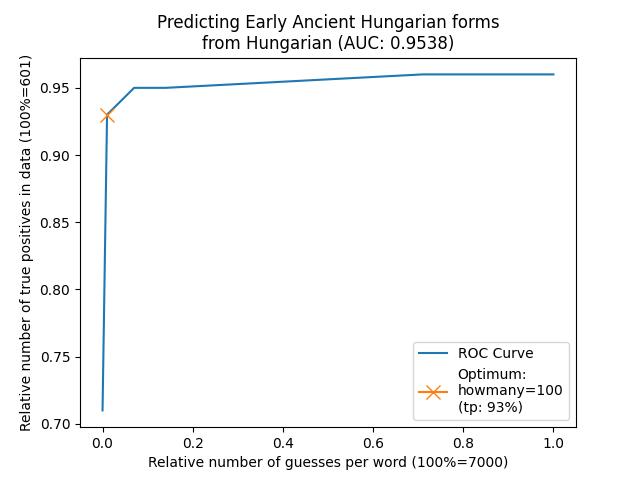 Predicting Early Ancient Hungarian forms
from Hungarian (AUC: 0.9538)
Relative number of true positives in data (100%=601)
0.95
0.90
0.85
0.80
0.75
0.70
ROC Curve
Optimum:
howmany=100
(tp: 93%)
0.0 0.2 0.4 0.6 0.8 1.0
Relative number of guesses per word (100%=7000)